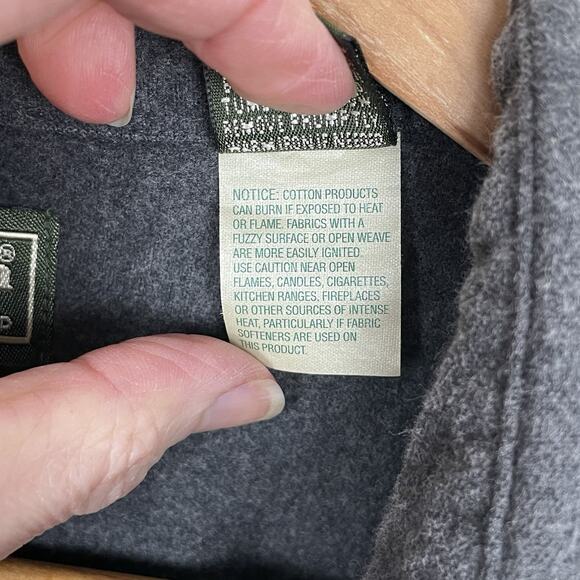 NOTICE: COTTON PRODUCTS
CAN BURN IF EXPOSED TO HEAT
OR FLAME. FABRICS WITH A
FUZZY SURFACE OR OPEN WEAVE
ARE MORE EASILY IGNITED.
USE CAUTION NEAR OPEN
FLAMES, CANDLES, CIGARETTES,
KITCHEN RANGES, FIREPLACES
OR OTHER SOURCES OF INTENSE
HEAT, PARTICULARLY IF FABRIC
SOFTENERS ARE USED ON
THIS PRODUCT.
®
P